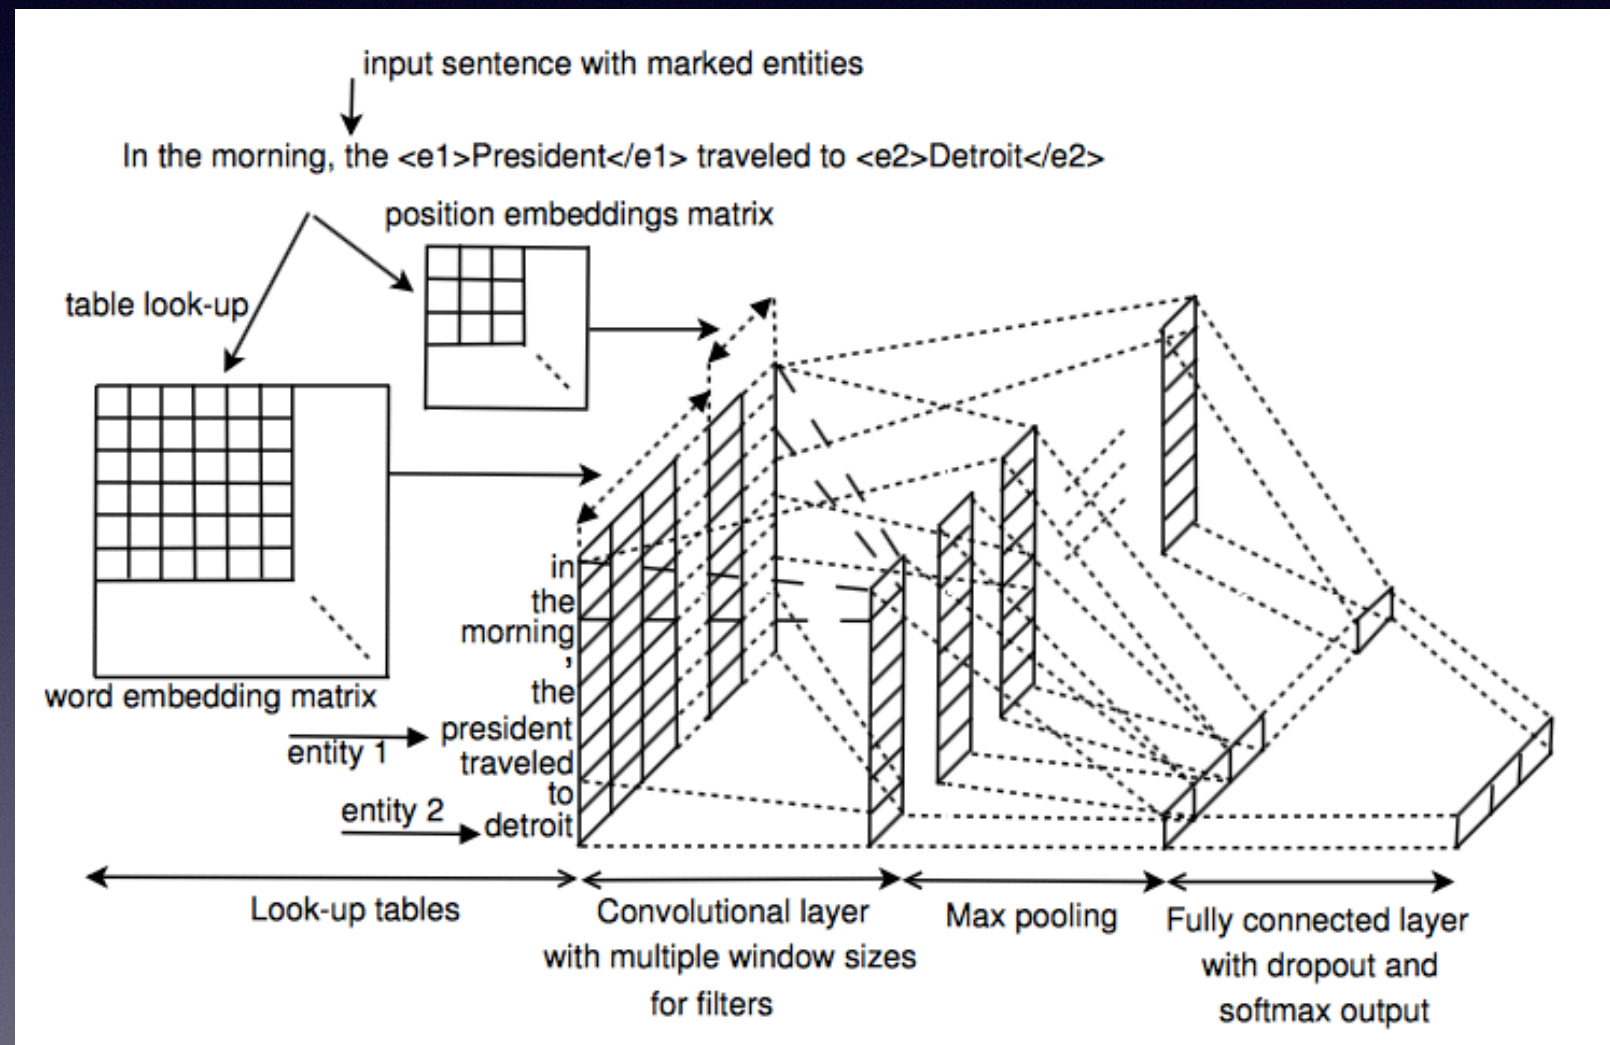 input sentence with marked entities
In the morning, the <e1>President</e1> traveled to <e2>Detroit</e2>
position embeddings matrix
table look-up
word embedding matrix
in
the
morning
,
the
president
traveled
to
detroit
entity 1
entity 2
Look-up tables
Convolutional layer
with multiple window sizes
for filters
Max pooling
Fully connected layer
with dropout and
softmax output